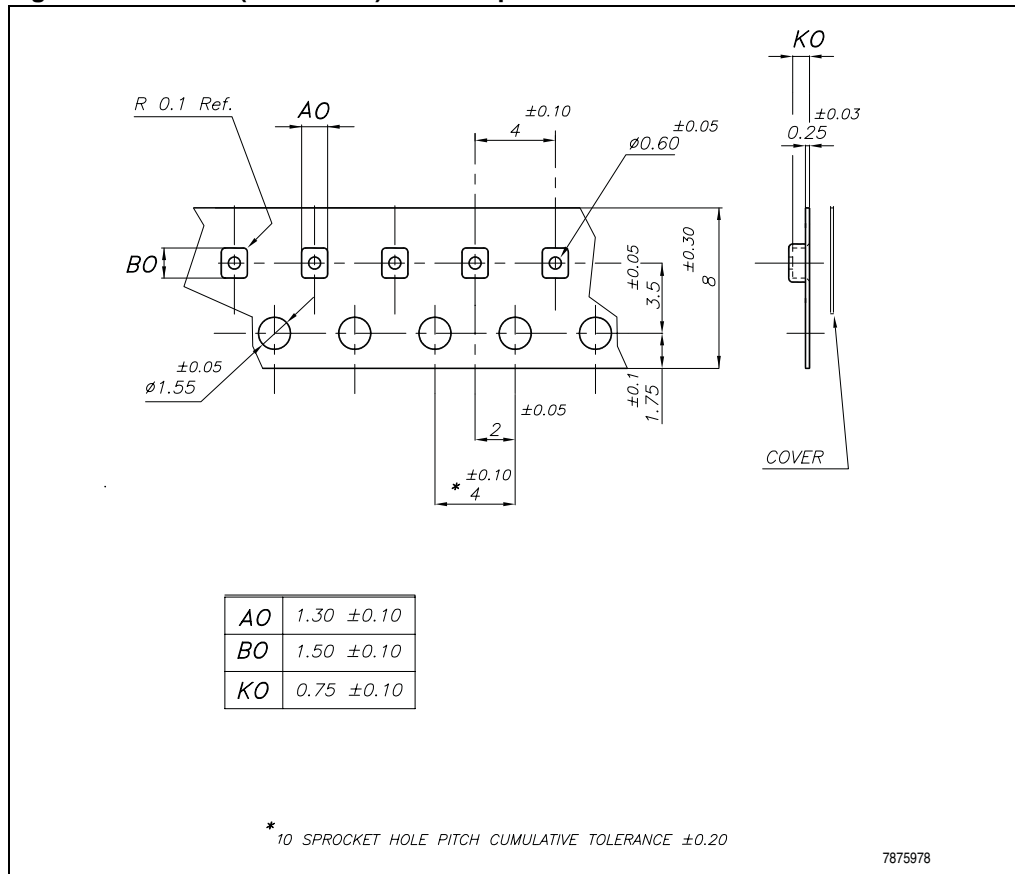 KO
R 0.1 Ref.
AO
±0.10
4
±0.05
ø0.60
±0.03
0.25
BO
±0.05
3.5
±0.30
8
±0.05
ø1.55
±0.1
1.75
±0.05
2
* ±0.10
4
COVER
AO 1.30 ±0.10
BO 1.50 ±0.10
KO 0.75 ±0.10
* 10 SPROCKET HOLE PITCH CUMULATIVE TOLERANCE ±0.20
7875978